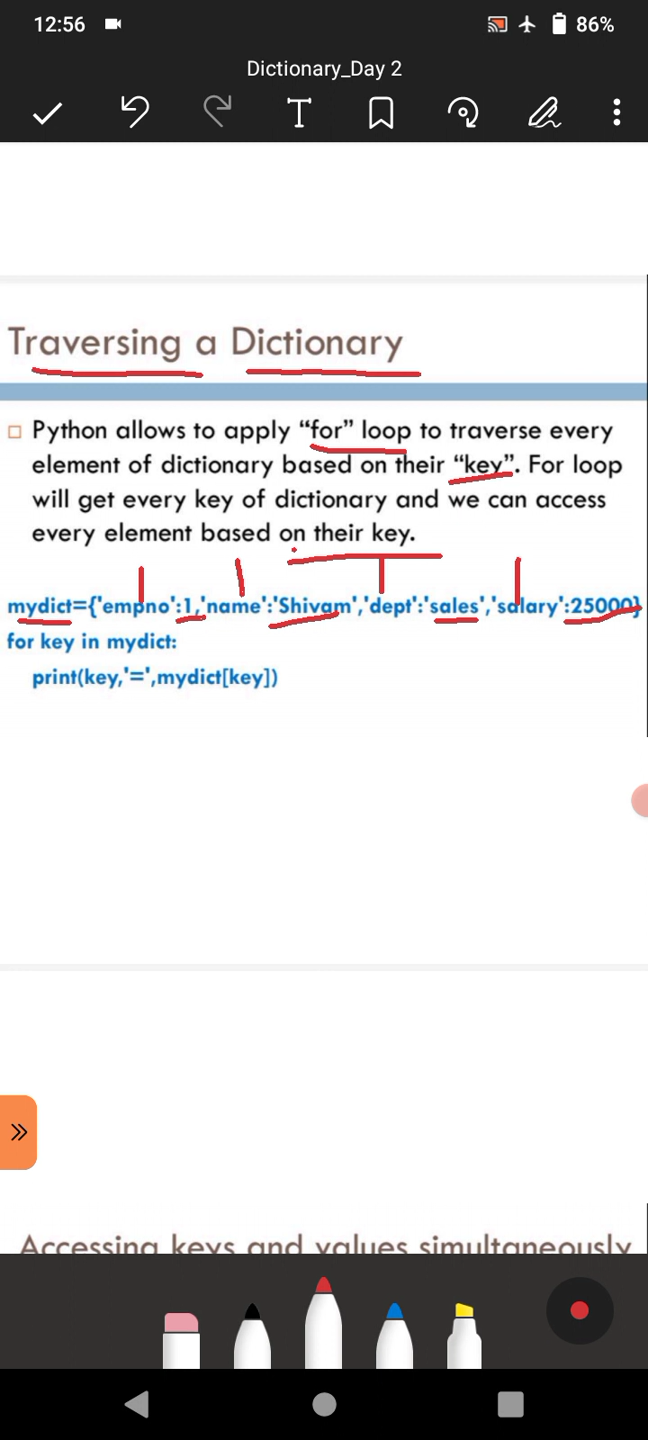 12:56
86%
Dictionary_Day 2
T
Traversing a Dictionary
Python allows to apply “for” loop to traverse every
element of dictionary based on their “key”. For loop
will get every key of dictionary and we can access
every element based on their key.
mydict={'empno':1,'name':'Shivam','dept':'sales','salary':25000}
for key in mydict:
print(key,'=',mydict[key])
Accessing keys and values simultaneously